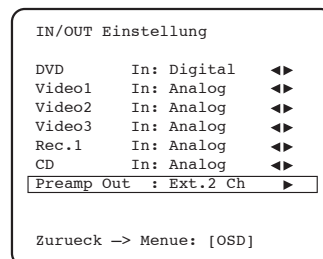 IN/OUT Einstellung
DVD In: Digital ◀▶
Video1 In: Analog ◀▶
Video2 In: Analog ◀▶
Video3 In: Analog ◀▶
Rec.1 In: Analog ◀▶
CD In: Analog ◀▶
Preamp Out : Ext.2 Ch ▶
Zurueck —> Menue: [OSD]